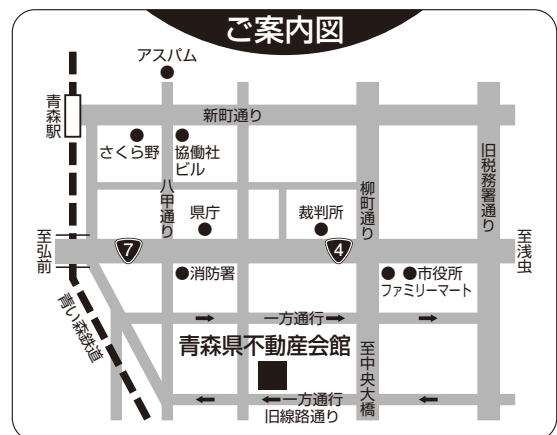 ご案内図
アスパム
青森駅
新町通り
さくら野
協働社
ビル
八甲通り
県庁
裁判所
柳町通り
旧税務署通り
至弘前
7
4
至浅虫
消防署
市役所
ファミリーマート
青い森鉄道
一方通行
青森県不動産会館
至中央大橋
一方通行
旧線路通り